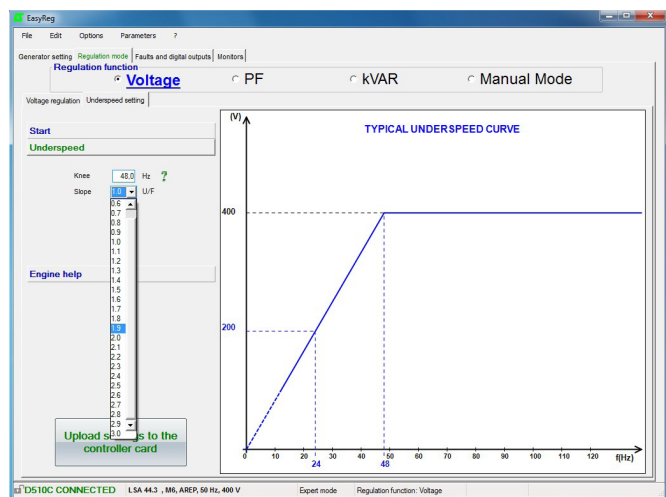 EasyReg
File Edit Options Parameters ?
Generator setting Regulation mode Faults and digital outputs Monitors
Regulation function
Voltage PF kVAR Manual Mode
Voltage regulation Underspeed setting
Start
Underspeed
Knee 48,0 Hz ?
Slope 1.0 U/F
0.6
0.7
0.8
0.9
1.0
1.1
1.2
1.3
1.4
1.5
1.6
1.7
1.8
1.9
2.0
2.1
2.2
2.3
2.4
2.5
2.6
2.7
2.8
2.9
3.0
Engine help
Upload s gs to the
controller card
(V)
TYPICAL UNDERSPEED CURVE
400
200
0 10 20 30 40 50 60 70 80 90 100 110 120 f(Hz)
24 48
D510C CONNECTED LSA 44.3 , M6, AREP, 50 Hz, 400 V Expert mode Regulation function: Voltage